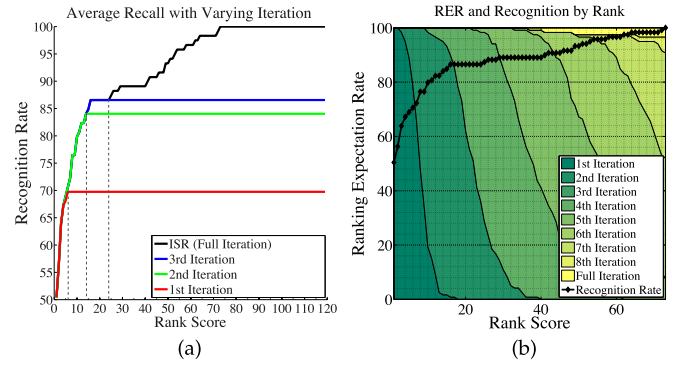 Average Recall with Varying Iteration
Recognition Rate
100
95
90
85
80
75
70
65
60
55
50
0 10 20 30 40 50 60 70 80 90 100 110 120
Rank Score
ISR (Full Iteration)
3rd Iteration
2nd Iteration
1st Iteration
(a)
RER and Recognition by Rank
Ranking Expectation Rate
100
80
60
40
20
0
20 40 60
Rank Score
1st Iteration
2nd Iteration
3rd Iteration
4th Iteration
5th Iteration
6th Iteration
7th Iteration
8th Iteration
Full Iteration
Recognition Rate
(b)